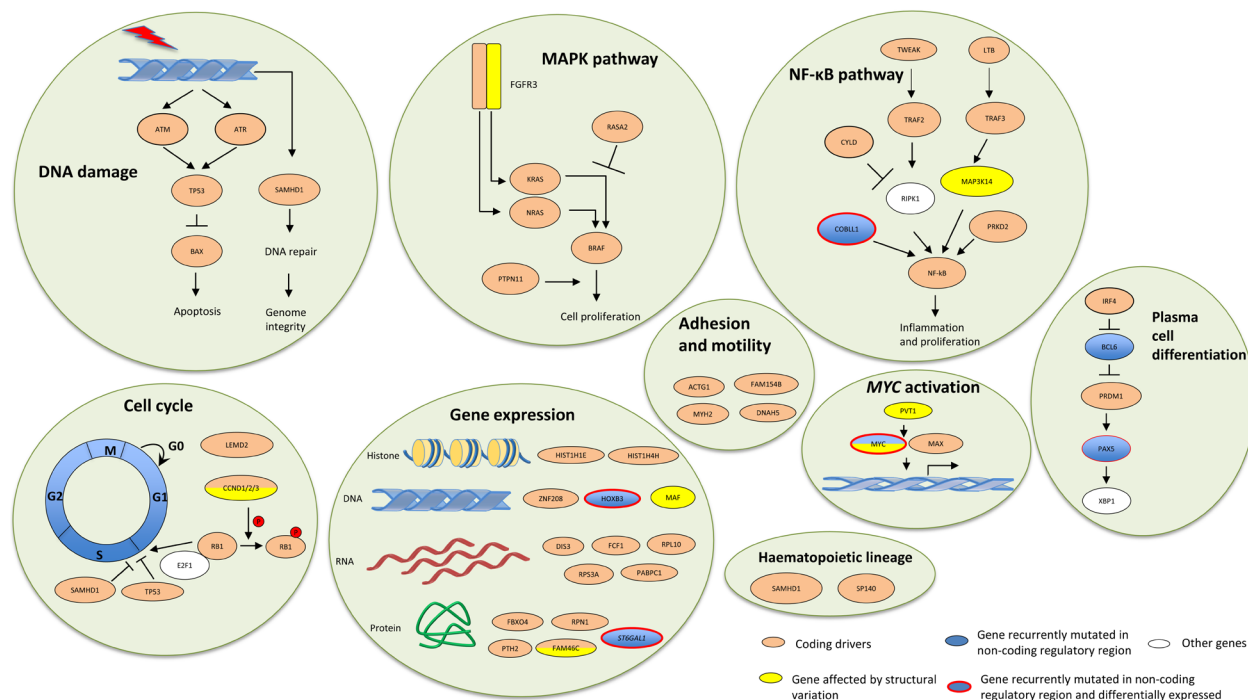 DNA damage
ATM
ATR
TP53
SAMHD1
BAX
DNA repair
Apoptosis
Genome
integrity
MAPK pathway
FGFR3
RASA2
KRAS
NRAS
BRAF
PTPN11
Cell proliferation
NF-κB pathway
TWEAK
LTB
TRAF2
TRAF3
CYLD
MAP3K14
RIPK1
COBLL1
PRKD2
NF-kB
Inflammation
and proliferation
Plasma
cell
differentiation
IRF4
BCL6
PRDM1
PAX5
XBP1
Adhesion
and motility
ACTG1
FAM154B
MYH2
DNAH5
MYC activation
PVT1
MYC
MAX
Cell cycle
G0
M
G2
G1
S
LEMD2
CCND1/2/3
RB1
RB1
E2F1
SAMHD1
TP53
Gene expression
Histone
HIST1H1E
HIST1H4H
DNA
ZNF208
HOXB3
MAF
RNA
DIS3
FCF1
RPL10
RPS3A
PABPC1
Protein
FBXO4
RPN1
ST6GAL1
PTH2
FAM46C
Haematopoietic lineage
SAMHD1
SP140
Coding drivers
Gene recurrently mutated in
non-coding regulatory region
Other genes
Gene affected by structural
variation
Gene recurrently mutated in non-coding
regulatory region and differentially expressed